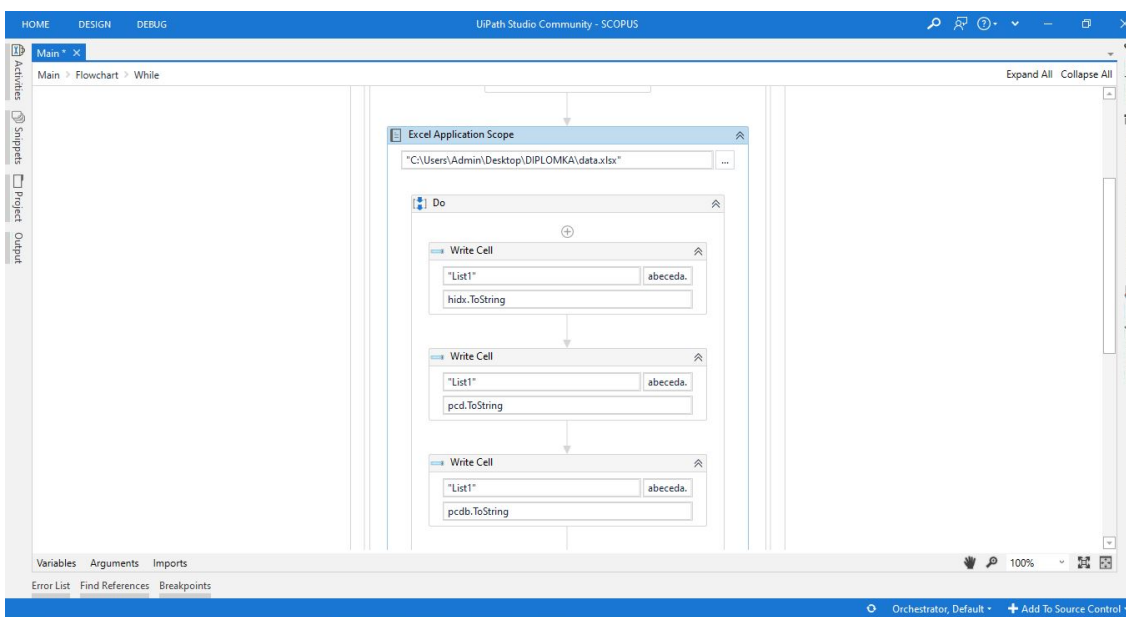 HOME DESIGN DEBUG UiPath Studio Community - SCOPUS
Main * ×
Main > Flowchart > While Expand All Collapse All
Activities
Snippets
Project
Output
Excel Application Scope
"C:\Users\Admin\Desktop\DIPLOMKA\data.xlsx" ...
Do
Write Cell
"List1" abeceda.
hidx.ToString
Write Cell
"List1" abeceda.
pcd.ToString
Write Cell
"List1" abeceda.
pcdb.ToString
Variables Arguments Imports 100%
Error List Find References Breakpoints
Orchestrator, Default + Add To Source Control